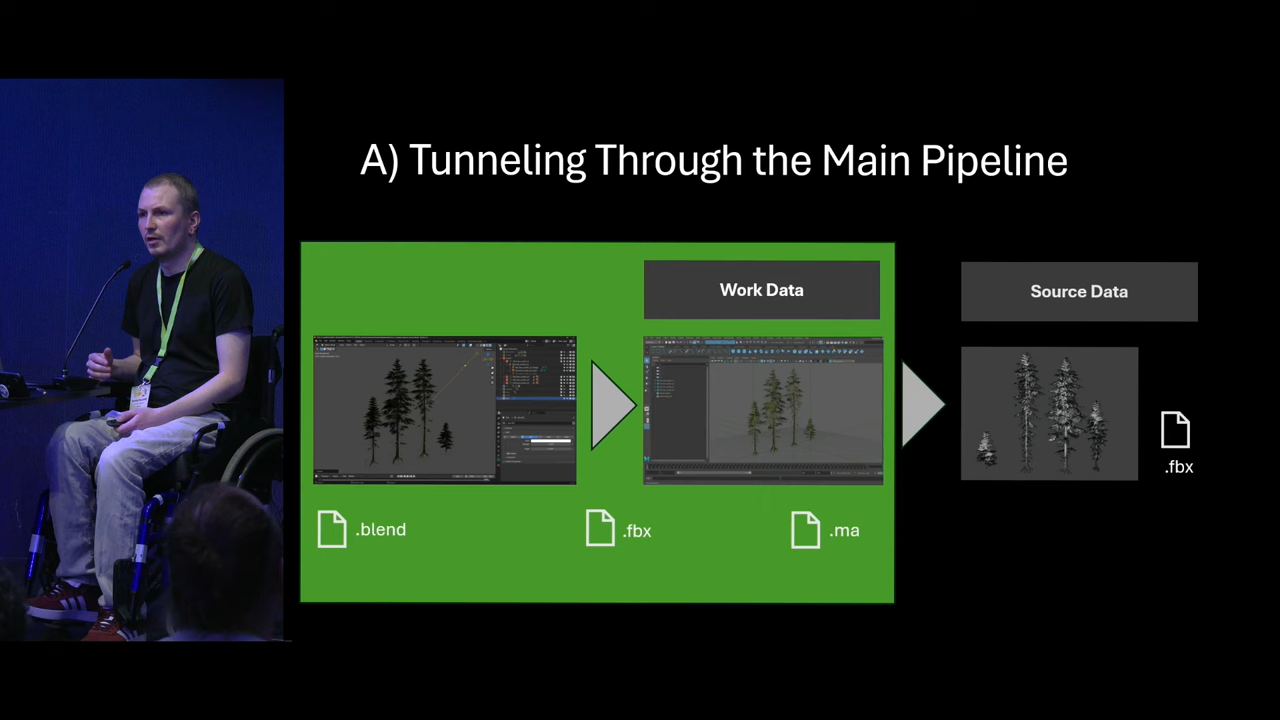 A) Tunneling Through the Main Pipeline
Work Data
Source Data
.fbx
.blend
.fbx
.ma